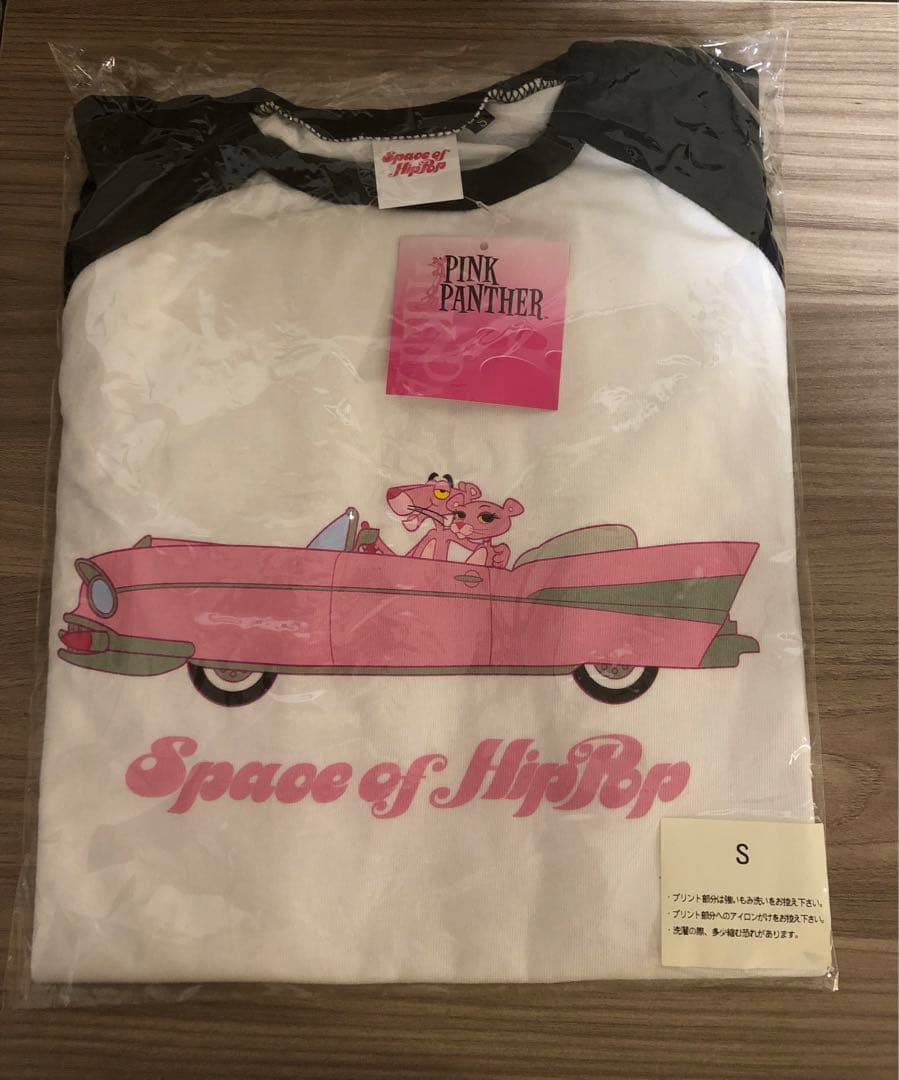 Space of
HipPop
S
PINK
PANTHER
Space of HipPop
S
・プリント部分は強いもみ洗いをお控え下さい。
・プリント部分へのアイロンがけをお控え下さい。
・洗濯の際、多少縮む恐れがあります。